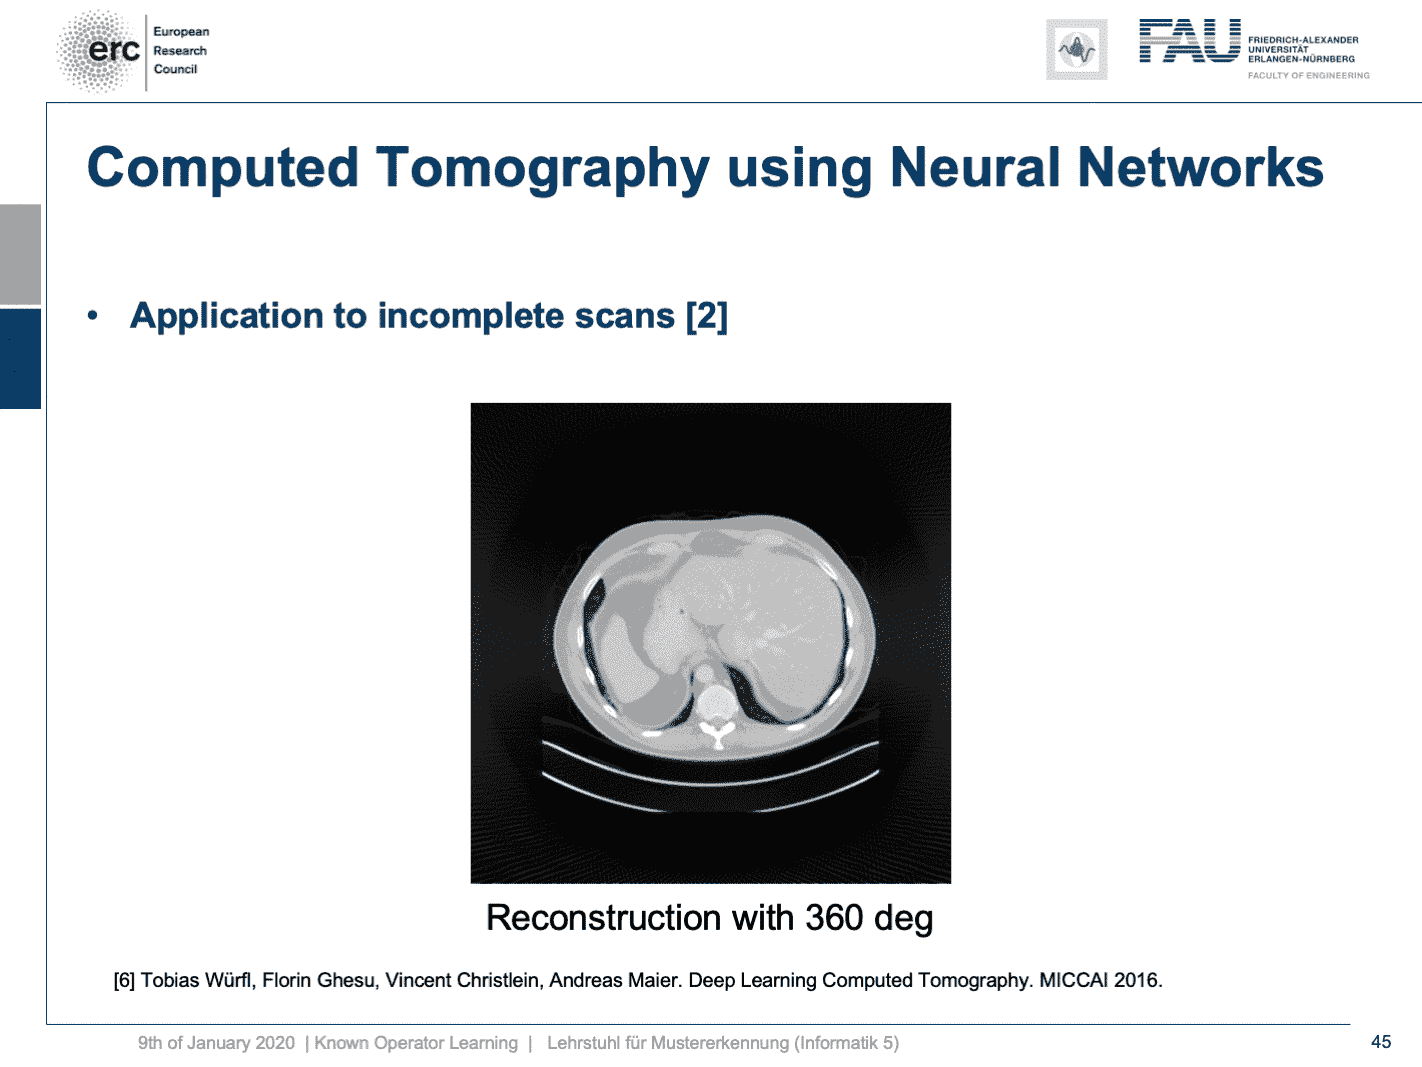 erc
European
Research
Council
FAU
FRIEDRICH-ALEXANDER
UNIVERSITÄT
ERLANGEN-NÜRNBERG
FACULTY OF ENGINEERING
Computed Tomography using Neural Networks
• Application to incomplete scans [2]
Reconstruction with 360 deg
[6] Tobias Würfl, Florin Ghesu, Vincent Christlein, Andreas Maier. Deep Learning Computed Tomography. MICCAI 2016.
9th of January 2020 | Known Operator Learning | Lehrstuhl für Mustererkennung (Informatik 5)
45